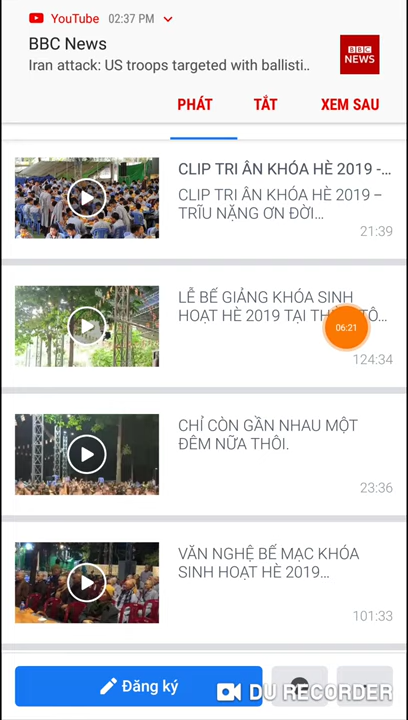 YouTube 02:37 PM
BBC News
Iran attack: US troops targeted with ballisti..
BBC
NEWS
PHÁT TẮT XEM SAU
CLIP TRI ÂN KHÓA HÈ 2019 -...
CLIP TRI ÂN KHÓA HÈ 2019 –
TRĨU NẶNG ƠN ĐỜI...
21:39
LỄ BẾ GIẢNG KHÓA SINH
HOẠT HÈ 2019 TẠI
06:21
124:34
CHỈ CÒN GẦN NHAU MỘT
ĐÊM NỮA THÔI.
23:36
VĂN NGHỆ BẾ MẠC KHÓA
SINH HOẠT HÈ 2019...
101:33
Đăng ký
DU RECORDER